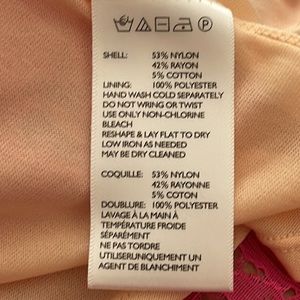 SHELL: 53% NYLON
42% RAYON
5% COTTON
LINING: 100% POLYESTER
HAND WASH COLD SEPARATELY
DO NOT WRING OR TWIST
USE ONLY NON-CHLORINE
BLEACH
RESHAPE & LAY FLAT TO DRY
LOW IRON AS NEEDED
MAY BE DRY CLEANED
COQUILLE: 53% NYLON
42% RAYONNE
5% COTON
DOUBLURE: 100% POLYESTER
LAVAGE À LA MAIN À
TEMPÉRATURE FROIDE
SÉPARÉMENT
NE PAS TORDRE
UTILISERUNIQUEMENT UN
AGENT DE BLANCHIMENT